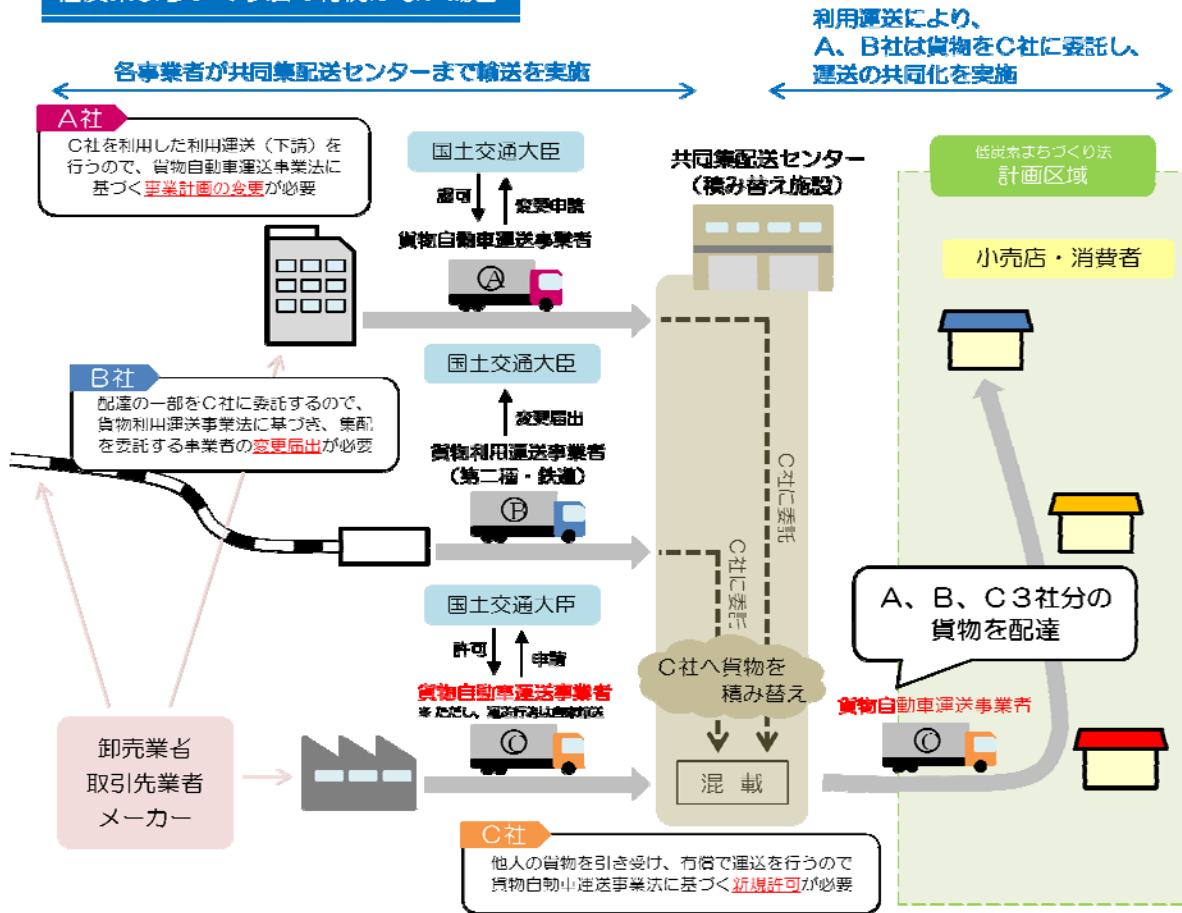 利用運送により、
A、B社は貨物をC社に委託し、
運送の共同化を実施
各事業者が共同集配送センターまで輸送を実施
A社
C社を利用した利用運送（下請）を
行うので、貨物自動車運送事業法に
基づく事業計画の変更が必要
国土交通大臣
認可
変更申請
貨物自動車運送事業者
A
共同集配送センター
（積み替え施設）
低炭素まちづくり法
計画区域
小売店・消費者
B社
配達の一部をC社に委託するので、
貨物利用運送事業法に基づき、集配
を委託する事業者の変更届出が必要
国土交通大臣
変更届出
貨物利用運送事業者
（第二種・鉄道）
B
C社に委託
C社に委託
国土交通大臣
許可
申請
貨物自動車運送事業者
※ただし、運送行為は自家輸送
C
C社へ貨物を
積み替え
混載
A、B、C3社分の
貨物を配達
貨物自動車運送事業者
C
卸売業者
取引先業者
メーカー
C社
他人の貨物を引き受け、有償で運送を行うので
貨物自動車運送事業法に基づく新規許可が必要